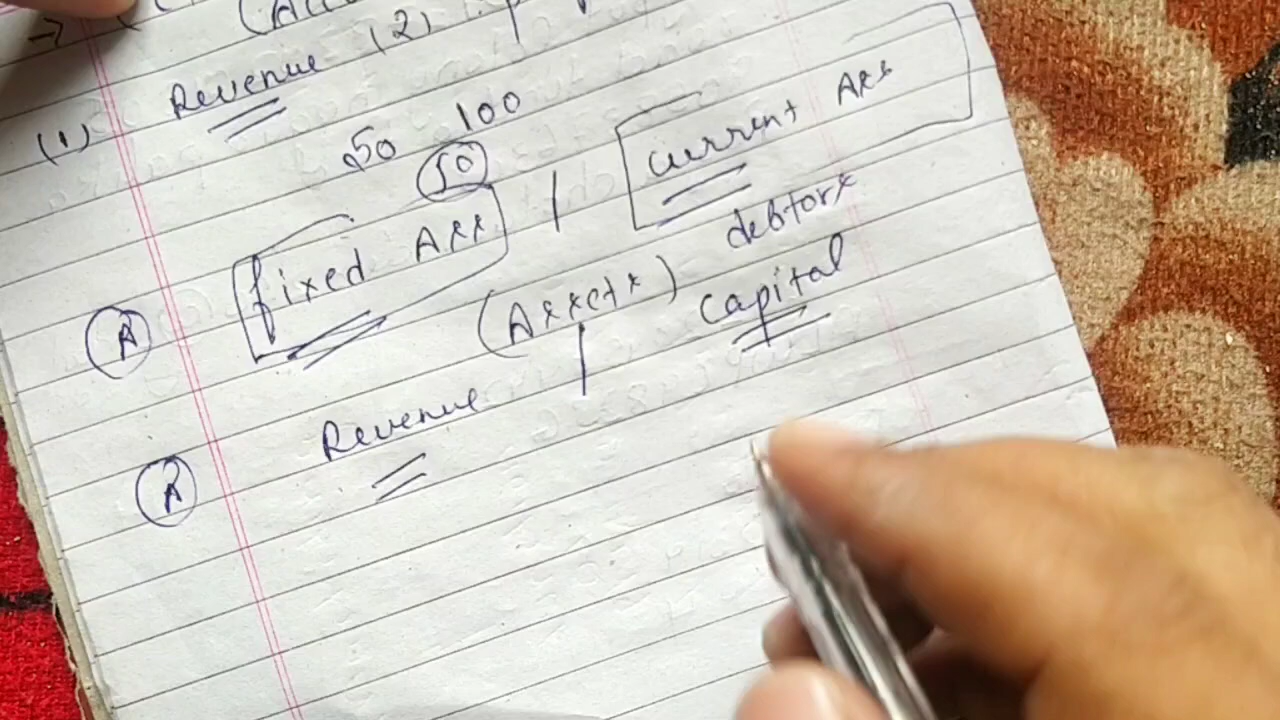 → (
(1) Revenue (2)
50 100
50
(A) fixed Ass / current Ass
(Assets) debtors
(R) Revenue | capital